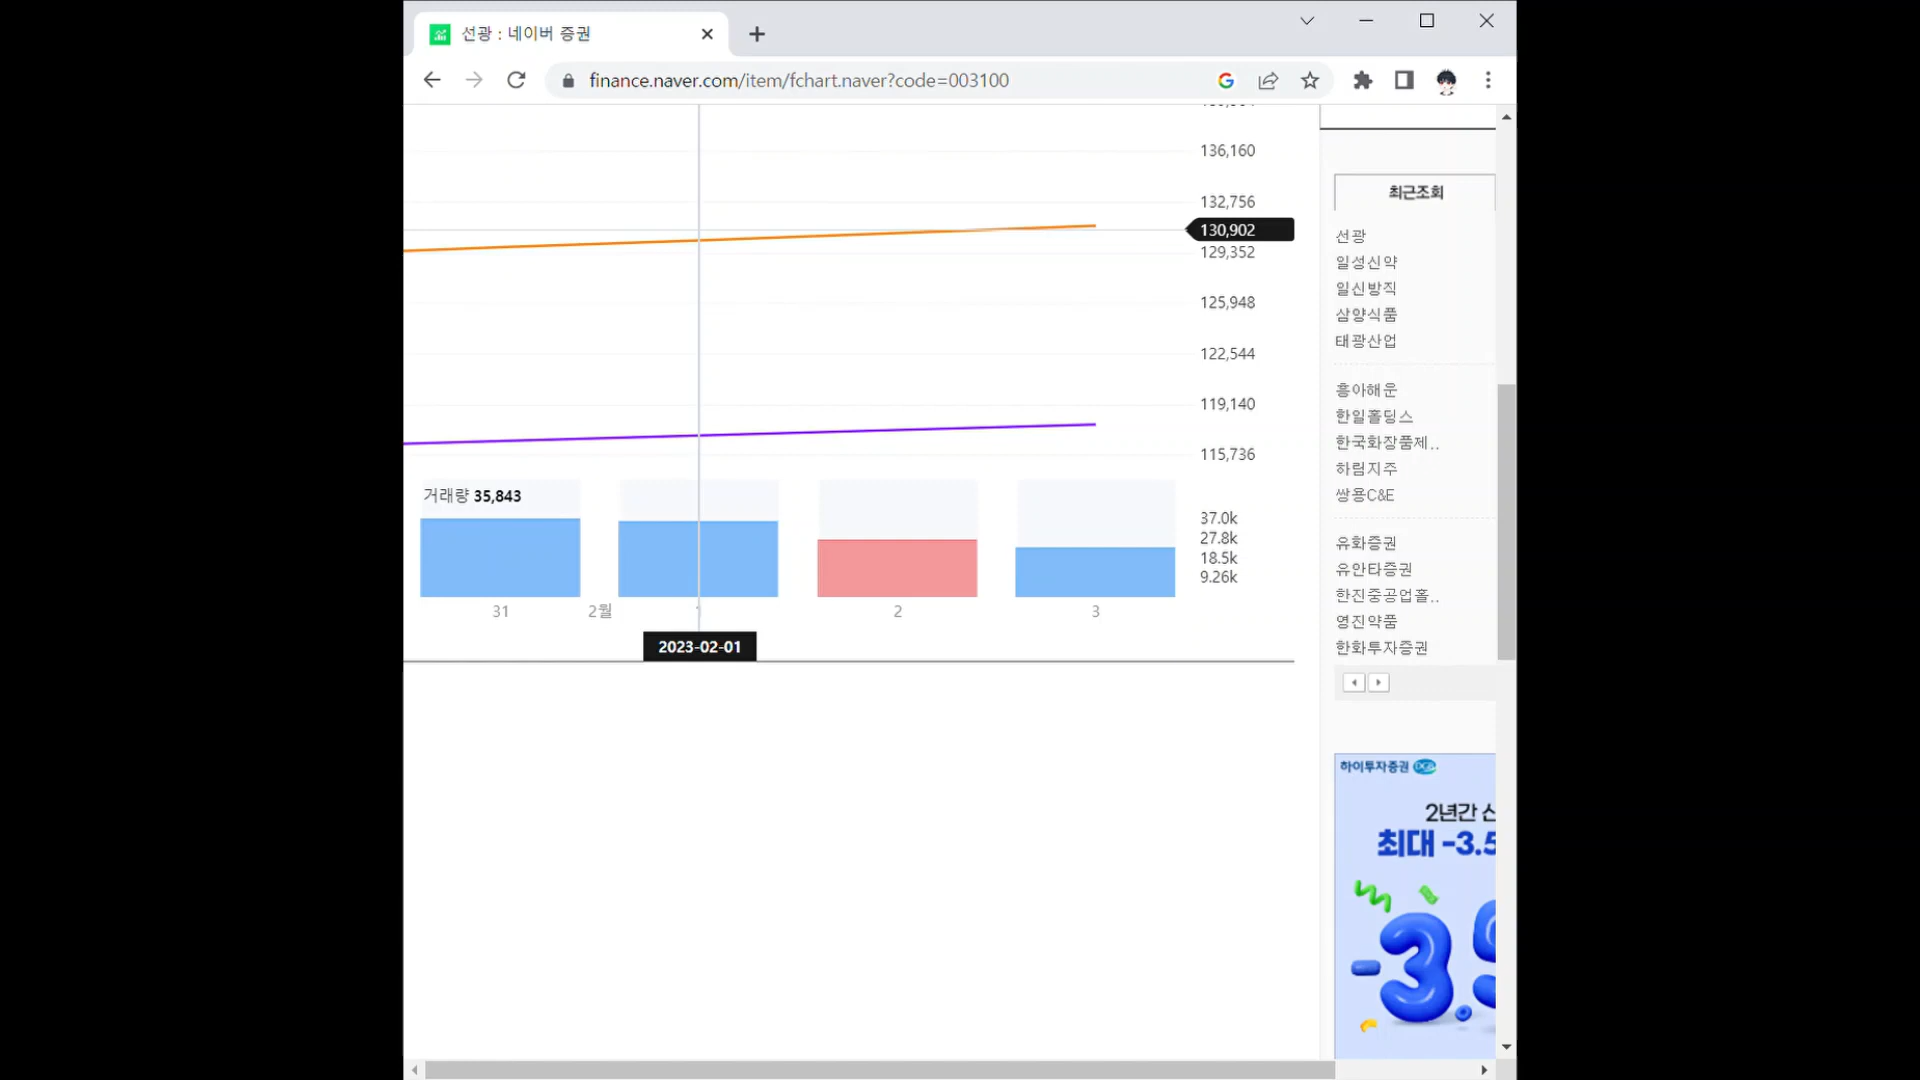 선광 : 네이버 증권
finance.naver.com/item/fchart.naver?code=003100
136,160
132,756
130,902
129,352
125,948
122,544
119,140
115,736
거래량 35,843
37.0k
27.8k
18.5k
9.26k
31 2월 1 2 3
2023-02-01
최근조회
선광
일성신약
일신방직
삼양식품
태광산업
흥아해운
한일홀딩스
한국화장품제..
하림지주
쌍용C&E
유화증권
유안타증권
한진중공업홀..
영진약품
한화투자증권
하이투자증권 DGB
2년간 신
최대 -3.5
-3.9